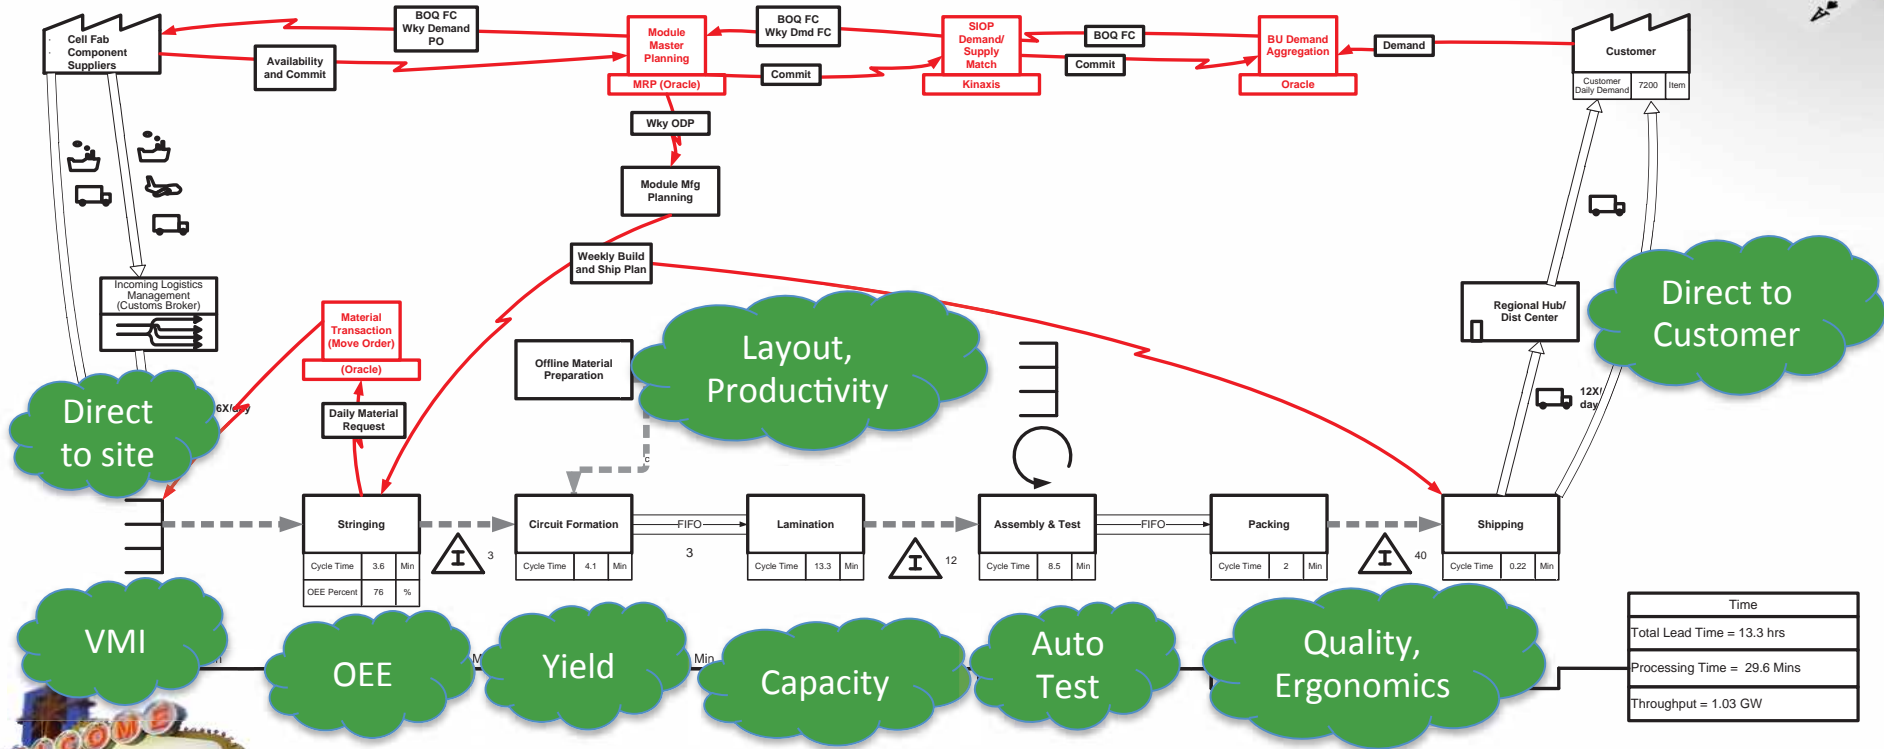 Cell Fab
Component
Suppliers
BOQ FC
Wky Demand
PO
Availability
and Commit
Module
Master
Planning
MRP (Oracle)
BOQ FC
Wky Dmd FC
Commit
SIOP
Demand/
Supply
Match
Kinaxis
BOQ FC
Commit
BU Demand
Aggregation
Oracle
Demand
Customer
Customer
Daily Demand
7200
Item
Wky ODP
Module Mfg
Planning
Weekly Build
and Ship Plan
Incoming Logistics
Management
(Customs Broker)
Material
Transaction
(Move Order)
(Oracle)
Daily Material
Request
Offline Material
Preparation
Layout,
Productivity
Regional Hub/
Dist Center
Direct to
Customer
12X/
day
Direct
to site
6X/day
c
Stringing
Cycle Time 3.6 Min
OEE Percent 76 %
3
Circuit Formation
Cycle Time 4.1 Min
FIFO
3
Lamination
Cycle Time 13.3 Min
12
Assembly & Test
Cycle Time 8.5 Min
FIFO
Packing
Cycle Time 2 Min
40
Shipping
Cycle Time 0.22 Min
VMI
OEE
Yield
Min
Capacity
Auto
Test
Quality,
Ergonomics
Time
Total Lead Time = 13.3 hrs
Processing Time = 29.6 Mins
Throughput = 1.03 GW